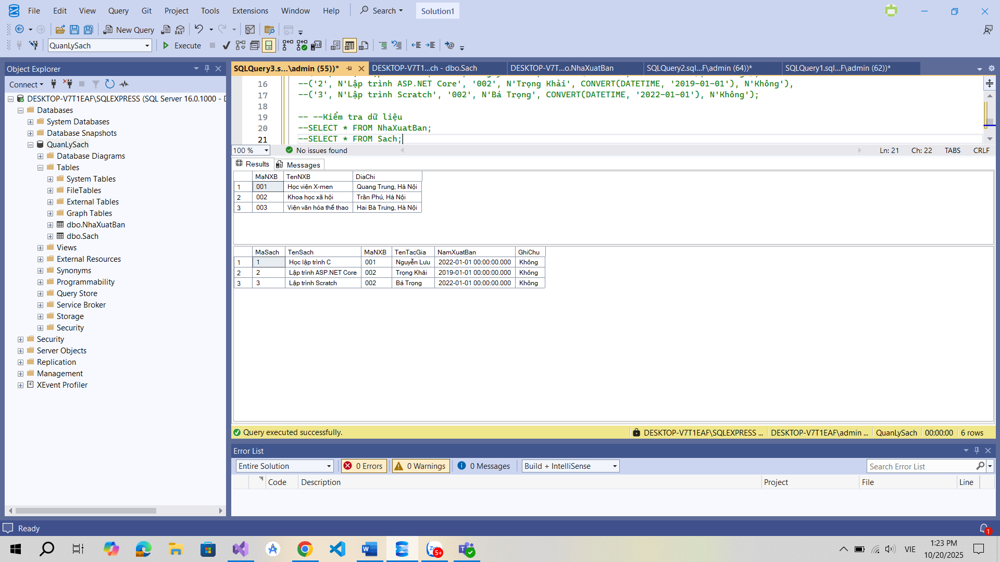 File Edit View Query Git Project Tools Extensions Window Help Search Solution1
New Query DAX
QuanLySach Execute
Object Explorer
Connect
DESKTOP-V7T1EAF\SQLEXPRESS (SQL Server 16.0.1000 - D
Databases
System Databases
Database Snapshots
QuanLySach
Database Diagrams
Tables
System Tables
FileTables
External Tables
Graph Tables
dbo.NhaXuatBan
dbo.Sach
Views
External Resources
Synonyms
Programmability
Query Store
Service Broker
Storage
Security
Security
Server Objects
Replication
Management
XEvent Profiler
SQLQuery3.s...\admin (55))* DESKTOP-V7T1...ch - dbo.Sach DESKTOP-V7T...o.NhaXuatBan SQLQuery2.sql...F\admin (64))* SQLQuery1.sql...F\admin (62))*
16 --('2', N'Lập trình ASP.NET Core', '002', N'Trọng Khải', CONVERT(DATETIME, '2019-01-01'), N'Không'),
17 --('3', N'Lập trình Scratch', '002', N'Bá Trọng', CONVERT(DATETIME, '2022-01-01'), N'Không');
18
19 -- --Kiểm tra dữ liệu
20 --SELECT * FROM NhaXuatBan;
21 --SELECT * FROM Sach;
100 % No issues found Ln: 21 Ch: 22 TABS CRLF
Results Messages
MaNXB TenNXB DiaChi
1 001 Học viện X-men Quang Trung, Hà Nội
2 002 Khoa học xã hội Trần Phú, Hà Nội
3 003 Viện văn hóa thể thao Hai Bà Trưng, Hà Nội
MaSach TenSach MaNXB TenTacGia NamXuatBan GhiChu
1 1 Học lập trình C 001 Nguyễn Lưu 2022-01-01 00:00:00.000 Không
2 2 Lập trình ASP.NET Core 002 Trọng Khải 2019-01-01 00:00:00.000 Không
3 3 Lập trình Scratch 002 Bá Trọng 2022-01-01 00:00:00.000 Không
Query executed successfully. DESKTOP-V7T1EAF\SQLEXPRESS ... DESKTOP-V7T1EAF\admin ... QuanLySach 00:00:00 6 rows
Error List
Entire Solution 0 Errors 0 Warnings 0 Messages Build + IntelliSense Search Error List
Code Description Project File Line
Ready 1
5+ VIE 1:23 PM
10/20/2025